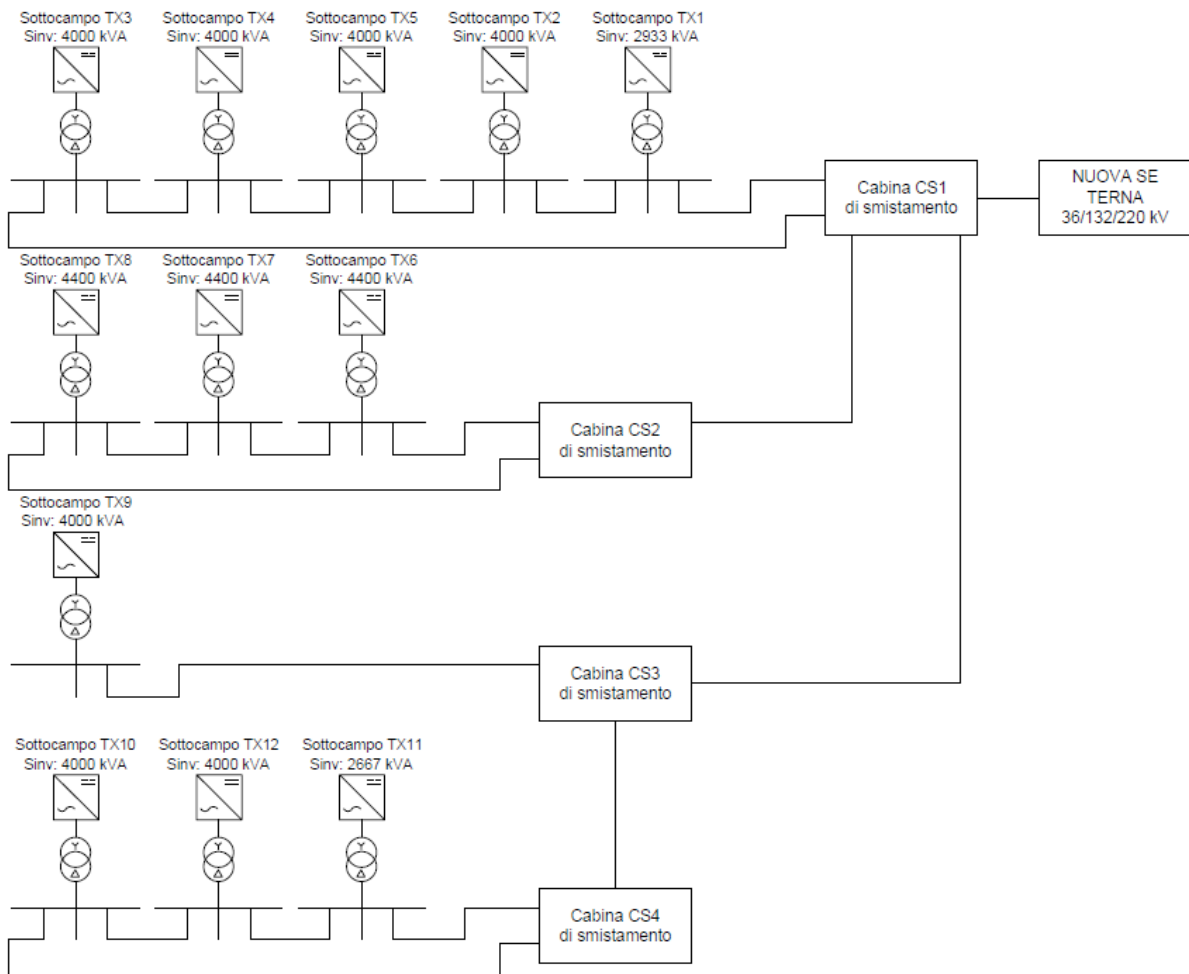 Sottocampo TX3
Sinv: 4000 kVA
Sottocampo TX4
Sinv: 4000 kVA
Sottocampo TX5
Sinv: 4000 kVA
Sottocampo TX2
Sinv: 4000 kVA
Sottocampo TX1
Sinv: 2933 kVA
Cabina CS1
di smistamento
NUOVA SE
TERNA
36/132/220 kV
Sottocampo TX8
Sinv: 4400 kVA
Sottocampo TX7
Sinv: 4400 kVA
Sottocampo TX6
Sinv: 4400 kVA
Cabina CS2
di smistamento
Sottocampo TX9
Sinv: 4000 kVA
Cabina CS3
di smistamento
Sottocampo TX10
Sinv: 4000 kVA
Sottocampo TX12
Sinv: 4000 kVA
Sottocampo TX11
Sinv: 2667 kVA
Cabina CS4
di smistamento